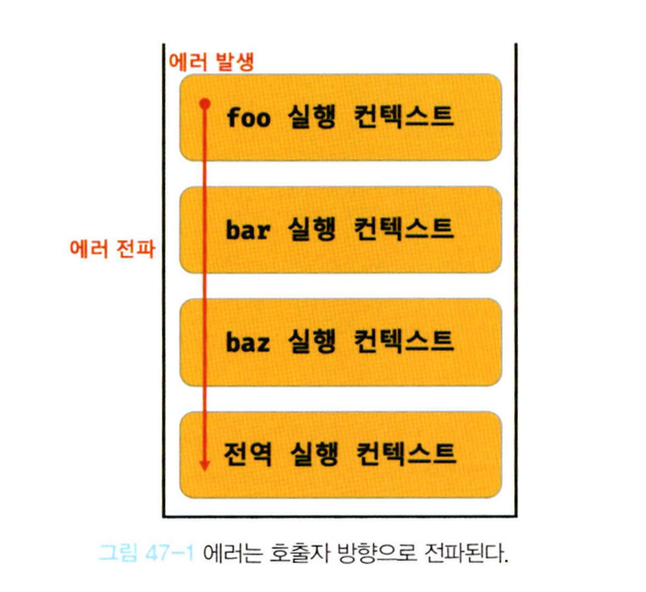 에러 발생
foo 실행 컨텍스트
bar 실행 컨텍스트
에러 전파
baz 실행 컨텍스트
전역 실행 컨텍스트
그림 47-1 에러는 호출자 방향으로 전파된다.